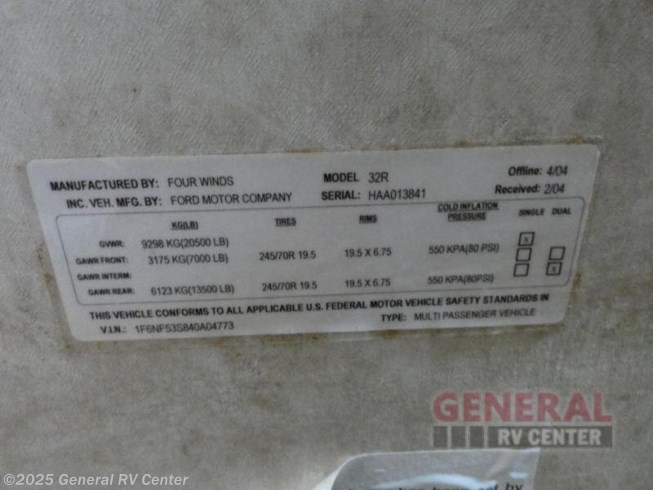 MANUFACTURED BY: FOUR WINDS MODEL 32R Offline: 4/04
INC. VEH. MFG. BY: FORD MOTOR COMPANY SERIAL: HAA013841 Received: 2/04
KG(LB) TIRES RIMS COLD INFLATION PRESSURE SINGLE DUAL
GVWR: 9298 KG(20500 LB)
GAWR FRONT: 3175 KG(7000 LB) 245/70R 19.5 19.5 X 6.75 550 KPA(80 PSI) X
GAWR INTERM:
GAWR REAR: 6123 KG(13500 LB) 245/70R 19.5 19.5 X 6.75 550 KPA(80PSI) X
THIS VEHICLE CONFORMS TO ALL APPLICABLE U.S. FEDERAL MOTOR VEHICLE SAFETY STANDARDS IN
V.I.N.: 1F6NF53S840A04773 TYPE: MULTI PASSENGER VEHICLE
GENERAL
RV CENTER
©2025 General RV Center